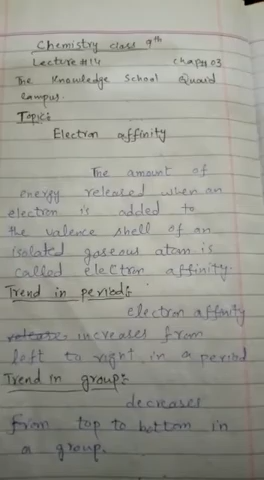 Chemistry class 9th
Lecture #14 Chap# 03
The Knowledge School Quaid
Campus.
Topic:
Electron affinity
The amount of
energy released when an
electron is added to
the valence shell of an
isolated gaseous atom is
called electron affinity.
Trend in period:
electron affinity
release increases from
left to right in a period
Trend in group:
decreases
from top to bottom in
a group.